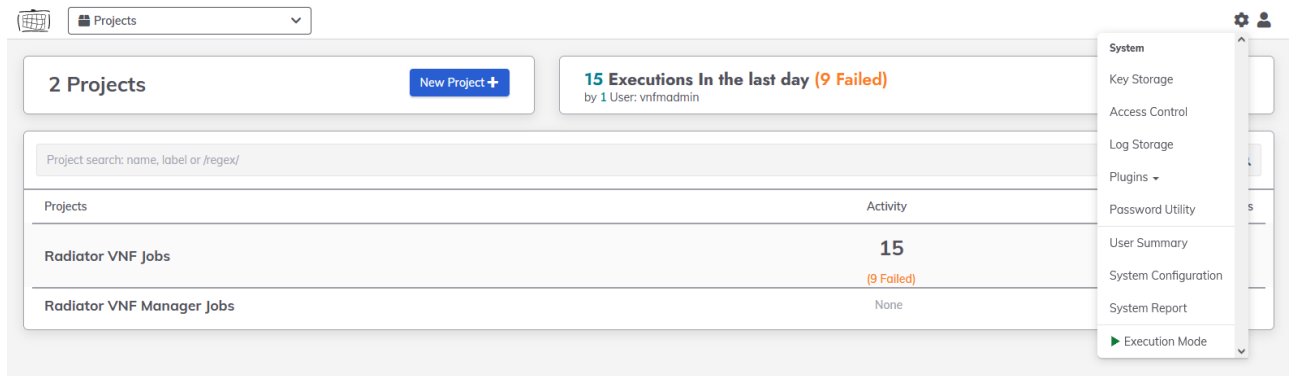 Projects
2 Projects
New Project
15 Executions In the last day (9 Failed)
by 1 User: vnfmadmin
Project search: name, label or /regex/
Projects Activity s
Radiator VNF Jobs 15
(9 Failed)
Radiator VNF Manager Jobs None
System
Key Storage
Access Control
Log Storage
Plugins
Password Utility
User Summary
System Configuration
System Report
Execution Mode